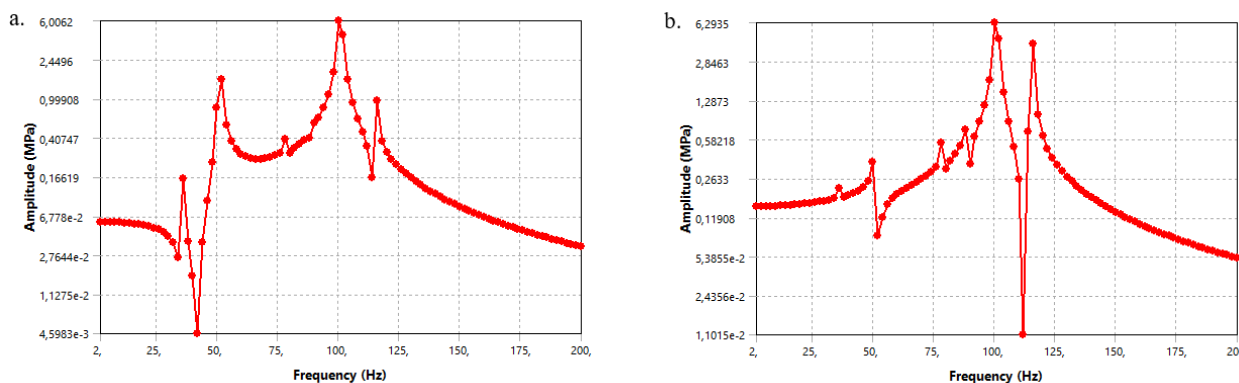 a.
6,0062
2,4496
0,99908
0,40747
0,16619
6,778e-2
2,7644e-2
1,1275e-2
4,5983e-3
Amplitude (MPa)
2, 25, 50, 75, 100, 125, 150, 175, 200,
Frequency (Hz)
b.
6,2935
2,8463
1,2873
0,58218
0,2633
0,11908
5,3855e-2
2,4356e-2
1,1015e-2
Amplitude (MPa)
2, 25, 50, 75, 100, 125, 150, 175, 200,
Frequency (Hz)